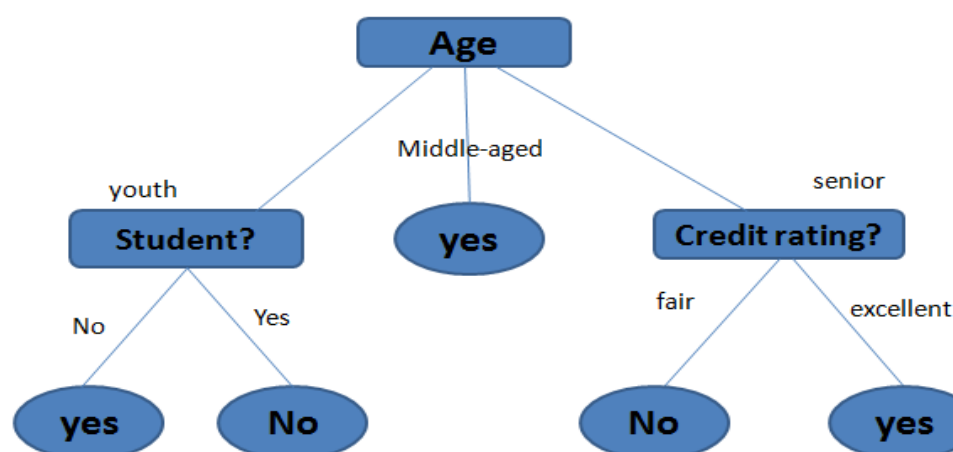 Age
Middle-aged
youth
senior
Student?
yes
Credit rating?
No
Yes
fair
excellent
yes
No
No
yes